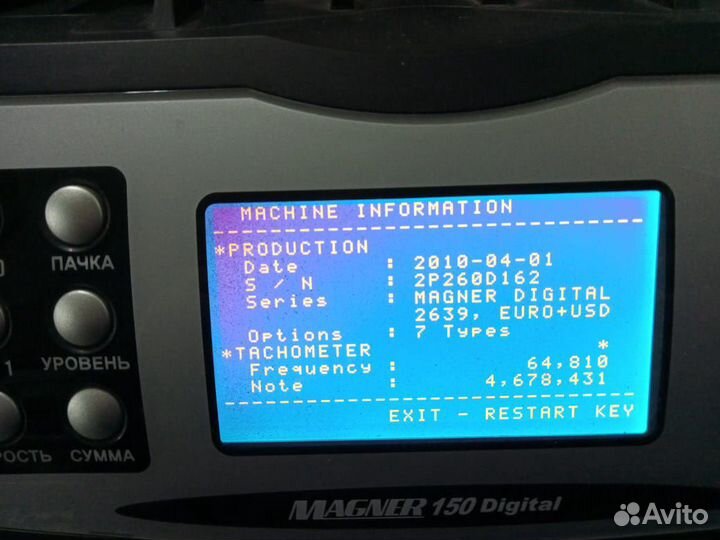 MACHINE INFORMATION
*PRODUCTION
Date : 2010-04-01
S / N : 2P260D162
Series : MAGNER DIGITAL
2639, EURO+USD
Options : 7 Types
*TACHOMETER *
Frequency : 64,810
Note : 4,678,431
EXIT - RESTART KEY
ПАЧКА
1 УРОВЕНЬ
РОСТЬ СУММА
MAGNER 150 Digital
Avito